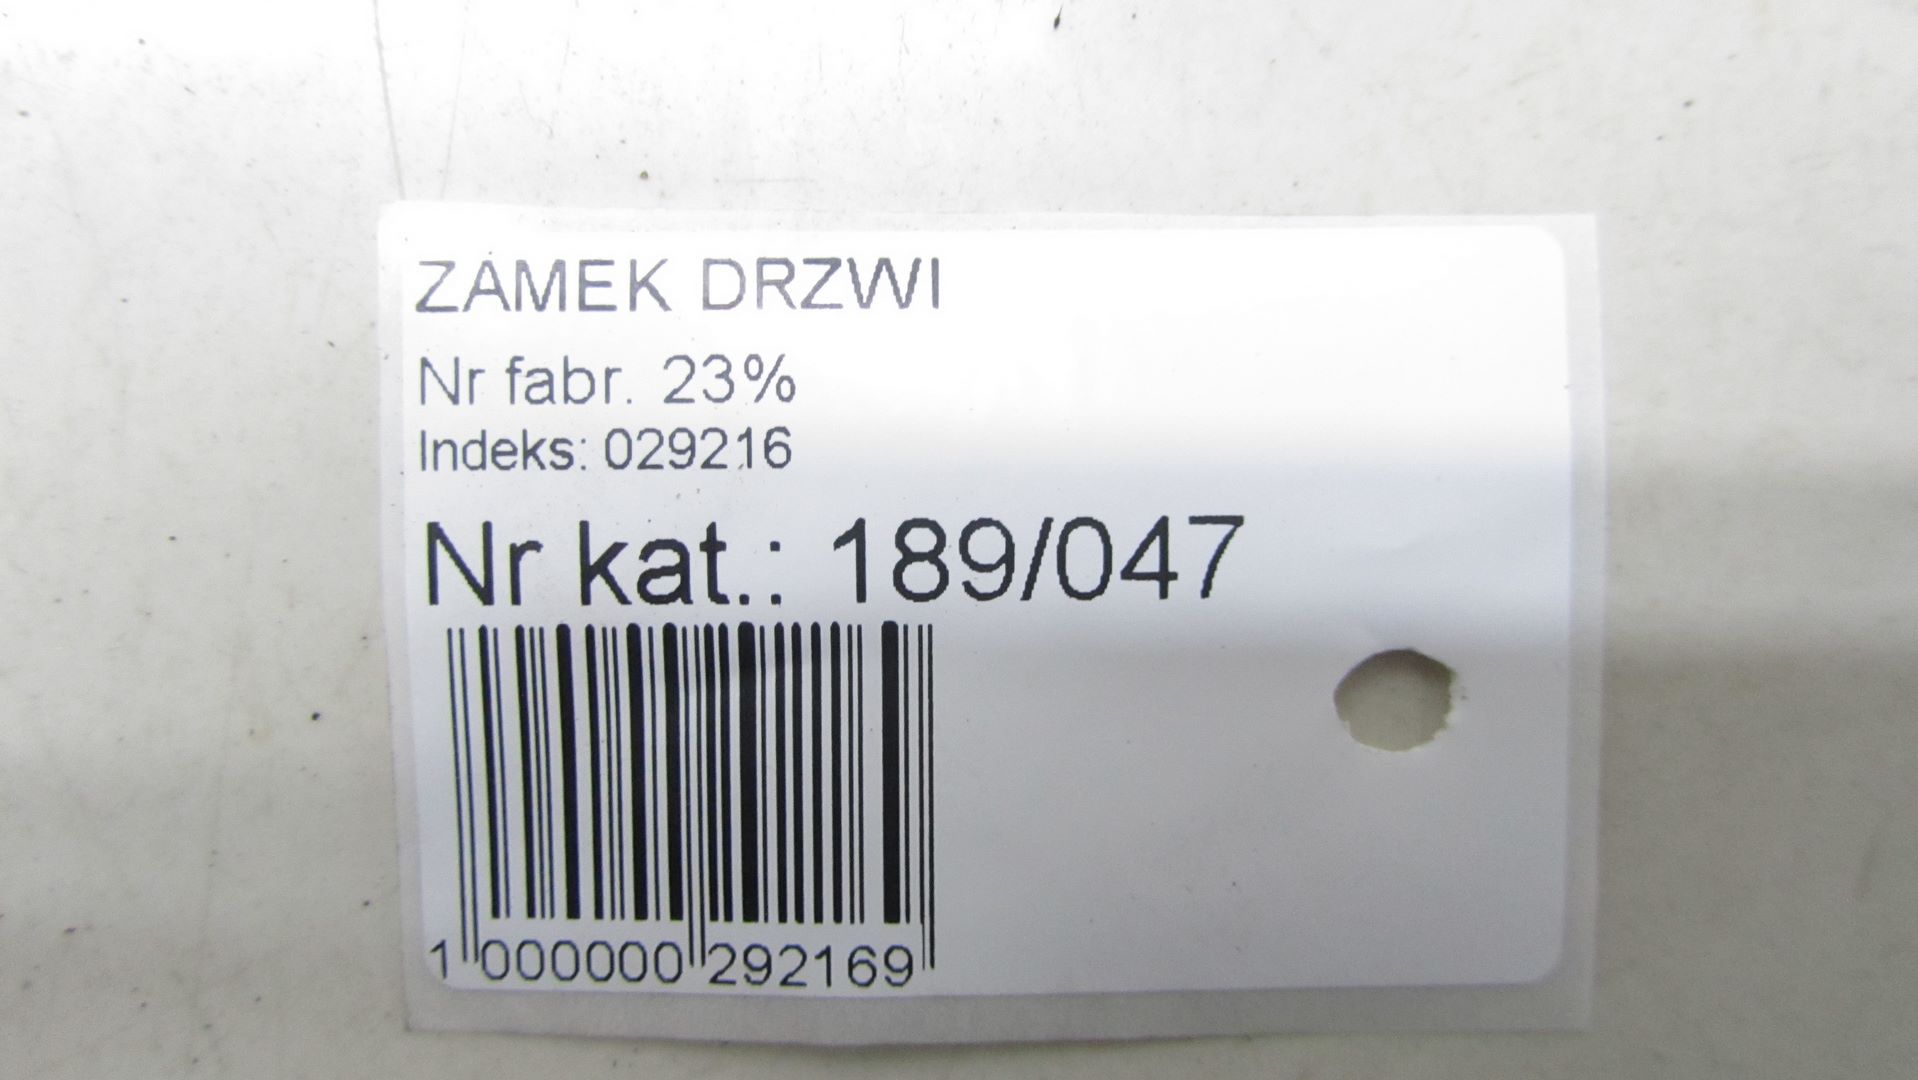 ZAMEK DRZWI
Nr fabr. 23%
Indeks: 029216
Nr kat.: 189/047
1 000000 292169